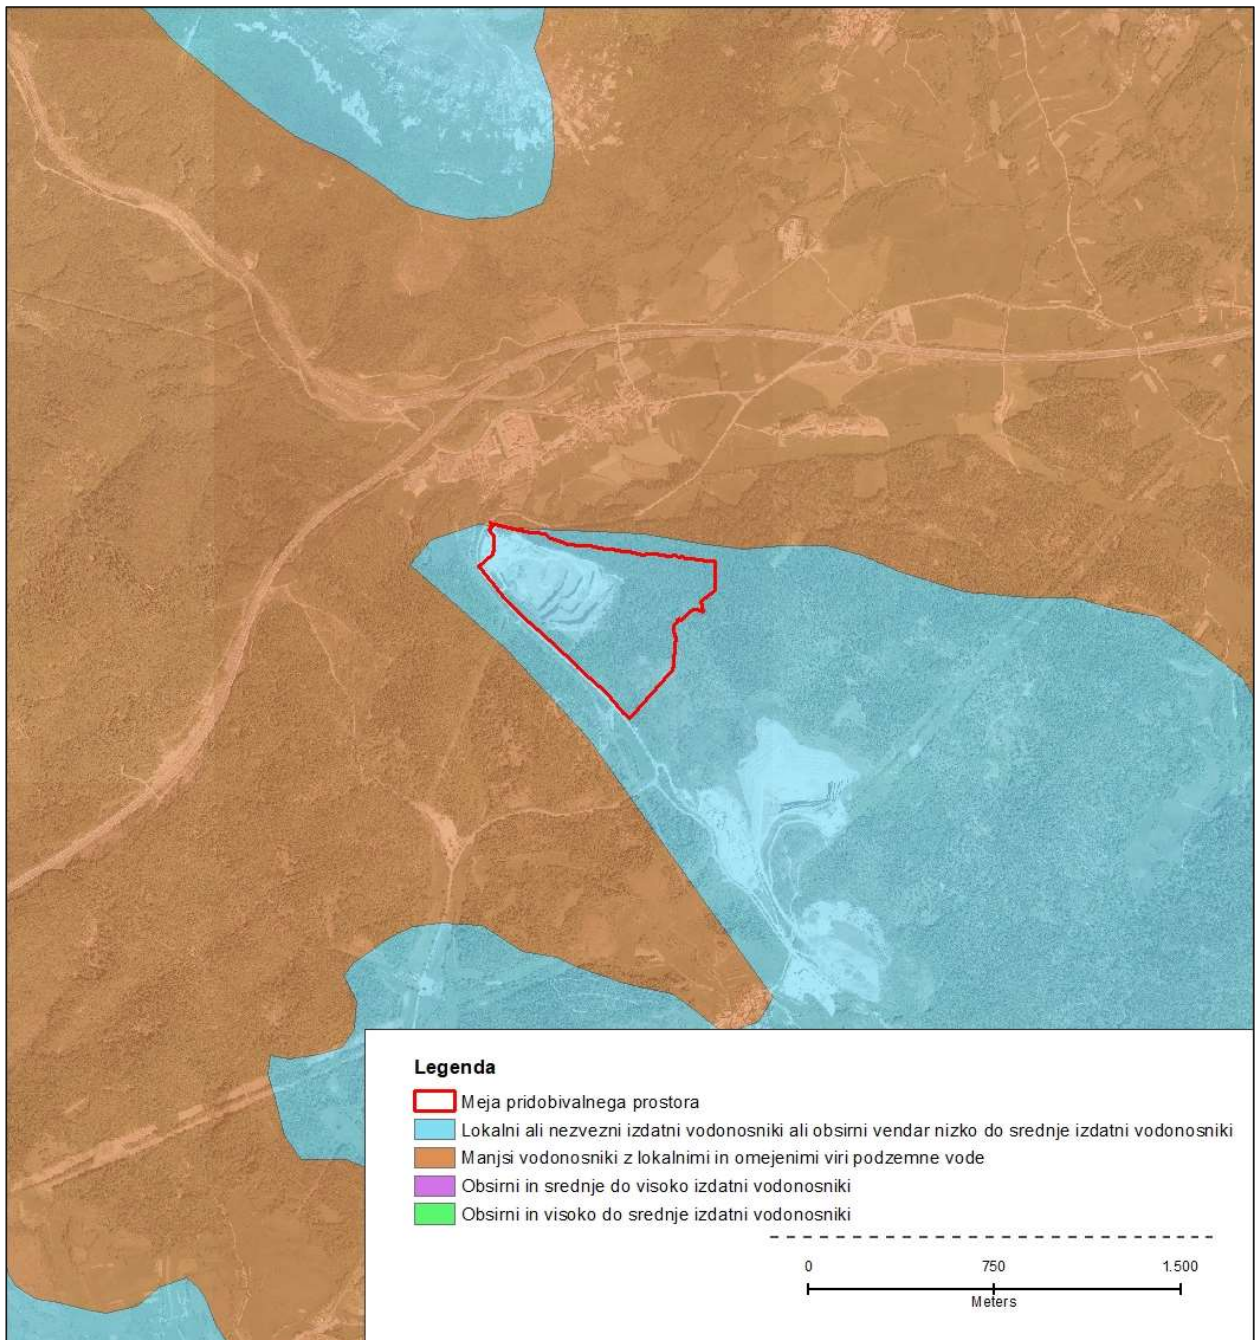 Legenda
Meja pridobivalnega prostora
Lokalni ali nezvezni izdatni vodonosniki ali obsirni vendar nizko do srednje izdatni vodonosniki
Manjsi vodonosniki z lokalnimi in omejenimi viri podzemne vode
Obsirni in srednje do visoko izdatni vodonosniki
Obsirni in visoko do srednje izdatni vodonosniki
0 750 1.500
Meters